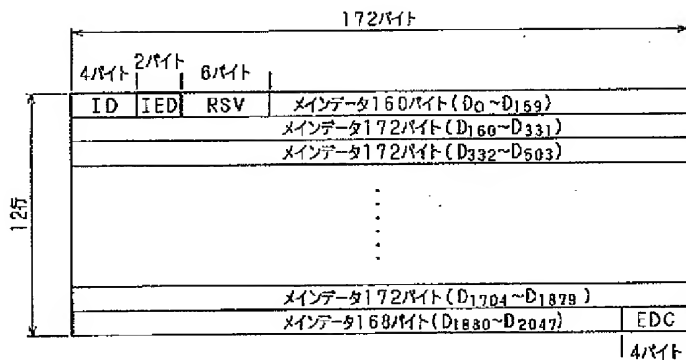 172バイト
4バイト 2バイト 6バイト
ID IED RSV メインデータ160バイト(D0~D159)
メインデータ172バイト(D160~D331)
メインデータ172バイト(D332~D503)
12行
メインデータ172バイト(D1704~D1879)
メインデータ168バイト(D1880~D2047) EDC
4バイト